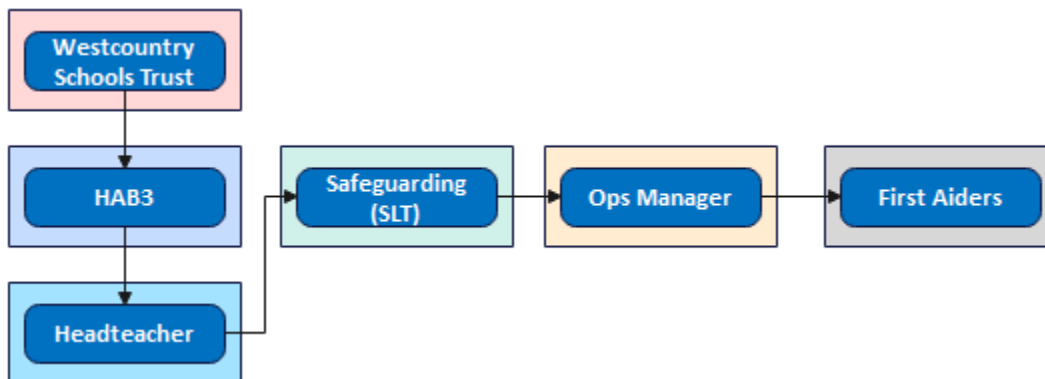 Westcountry
Schools Trust
HAB3
Headteacher
Safeguarding
(SLT)
Ops Manager
First Aiders